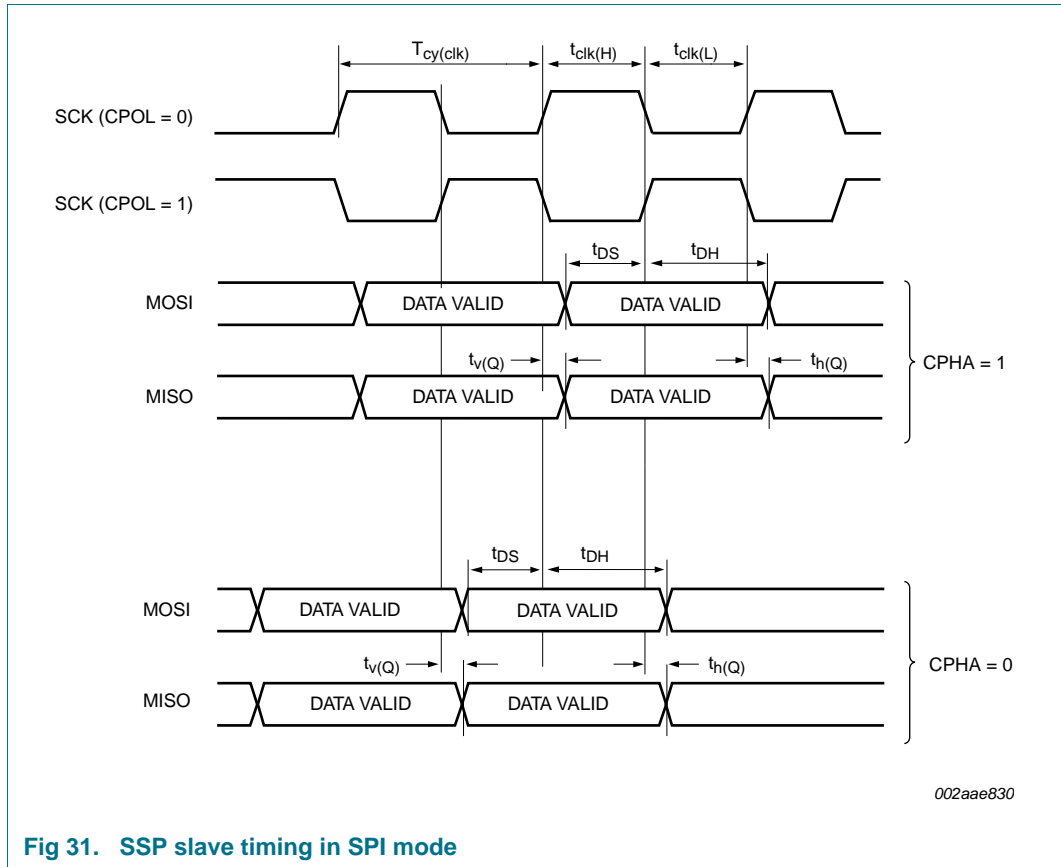 Tcy(clk) tclk(H) tclk(L)
SCK (CPOL = 0)
SCK (CPOL = 1)
tDS tDH
MOSI DATA VALID DATA VALID
tv(Q) th(Q)
CPHA = 1
MISO DATA VALID DATA VALID
tDS tDH
MOSI DATA VALID DATA VALID
tv(Q) th(Q)
CPHA = 0
MISO DATA VALID DATA VALID
002aae830
Fig 31. SSP slave timing in SPI mode